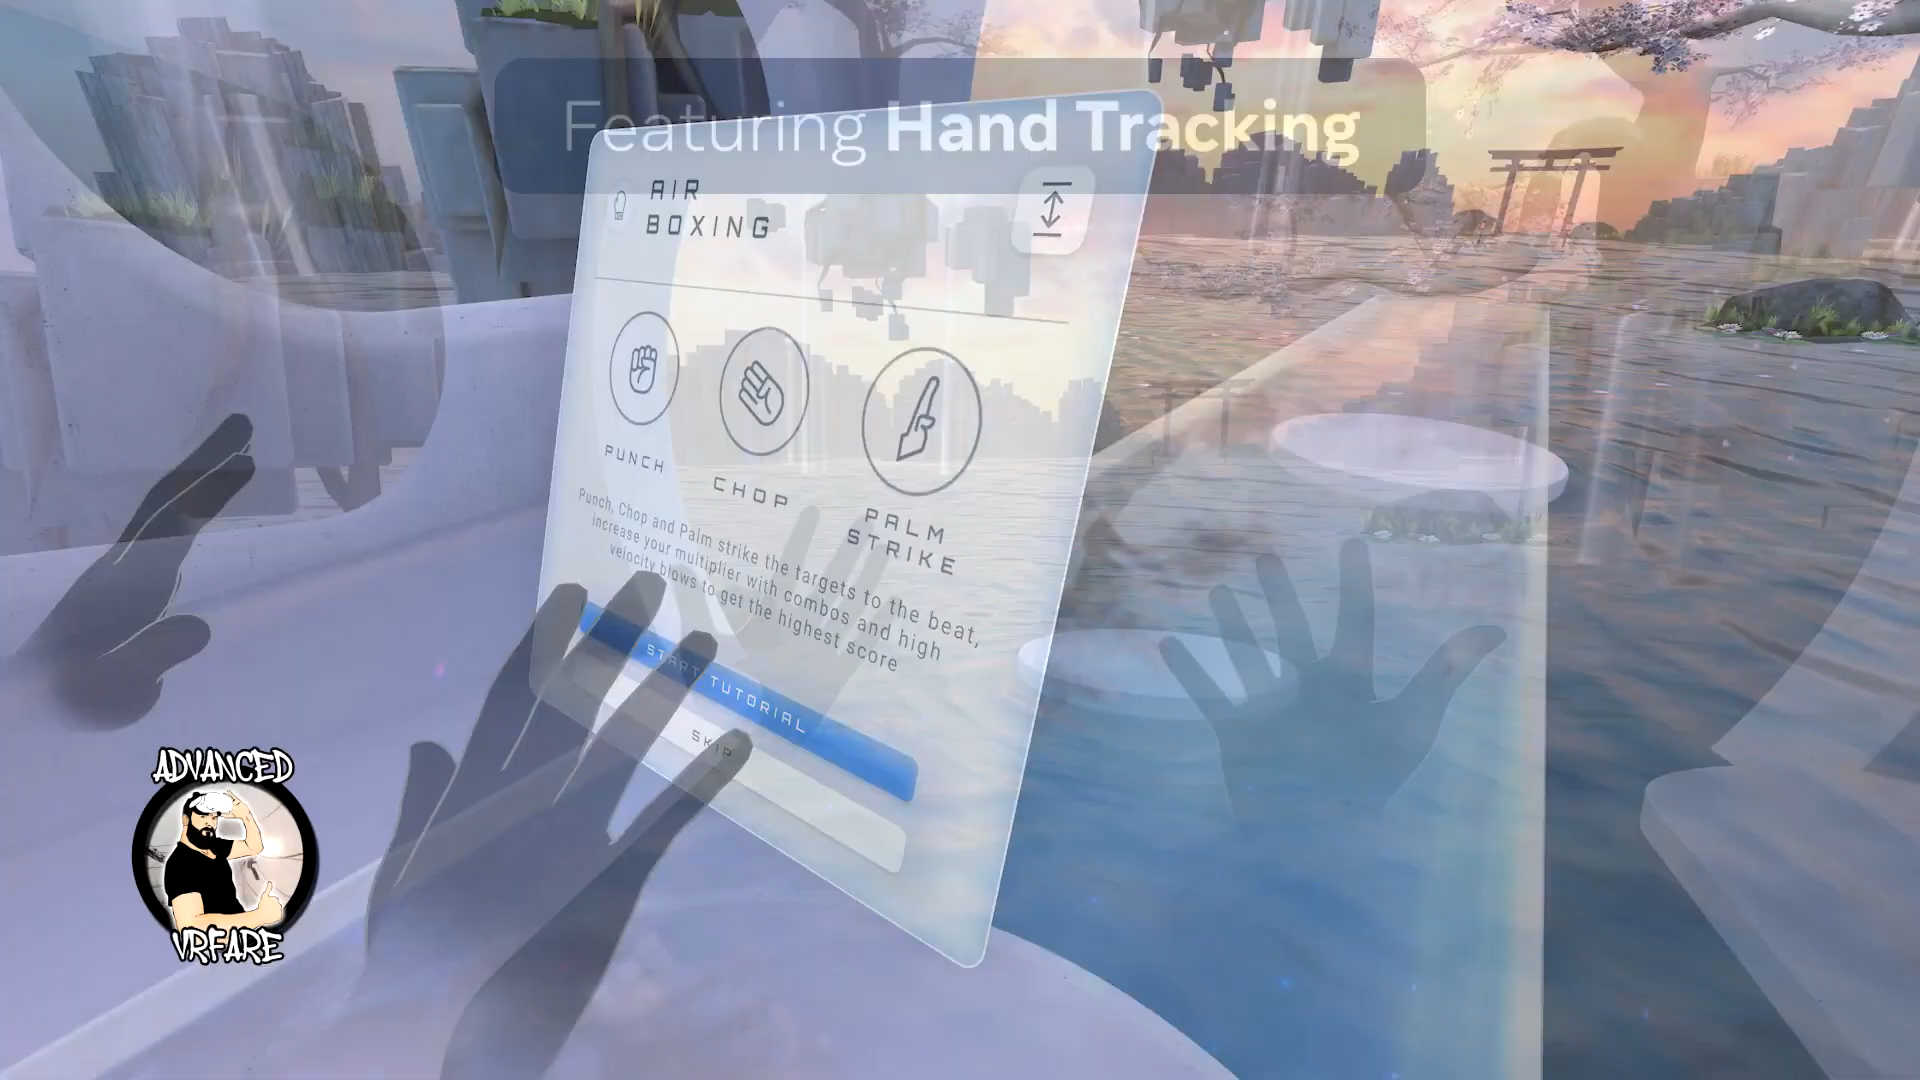 Featuring Hand Tracking
AIR
BOXING
PUNCH
CHOP
PALM
STRIKE
Punch, Chop and Palm strike the targets to the beat,
increase your multiplier with combos and high
velocity blows to get the highest score
START TUTORIAL
SKIP
ADVANCED
VRFARE